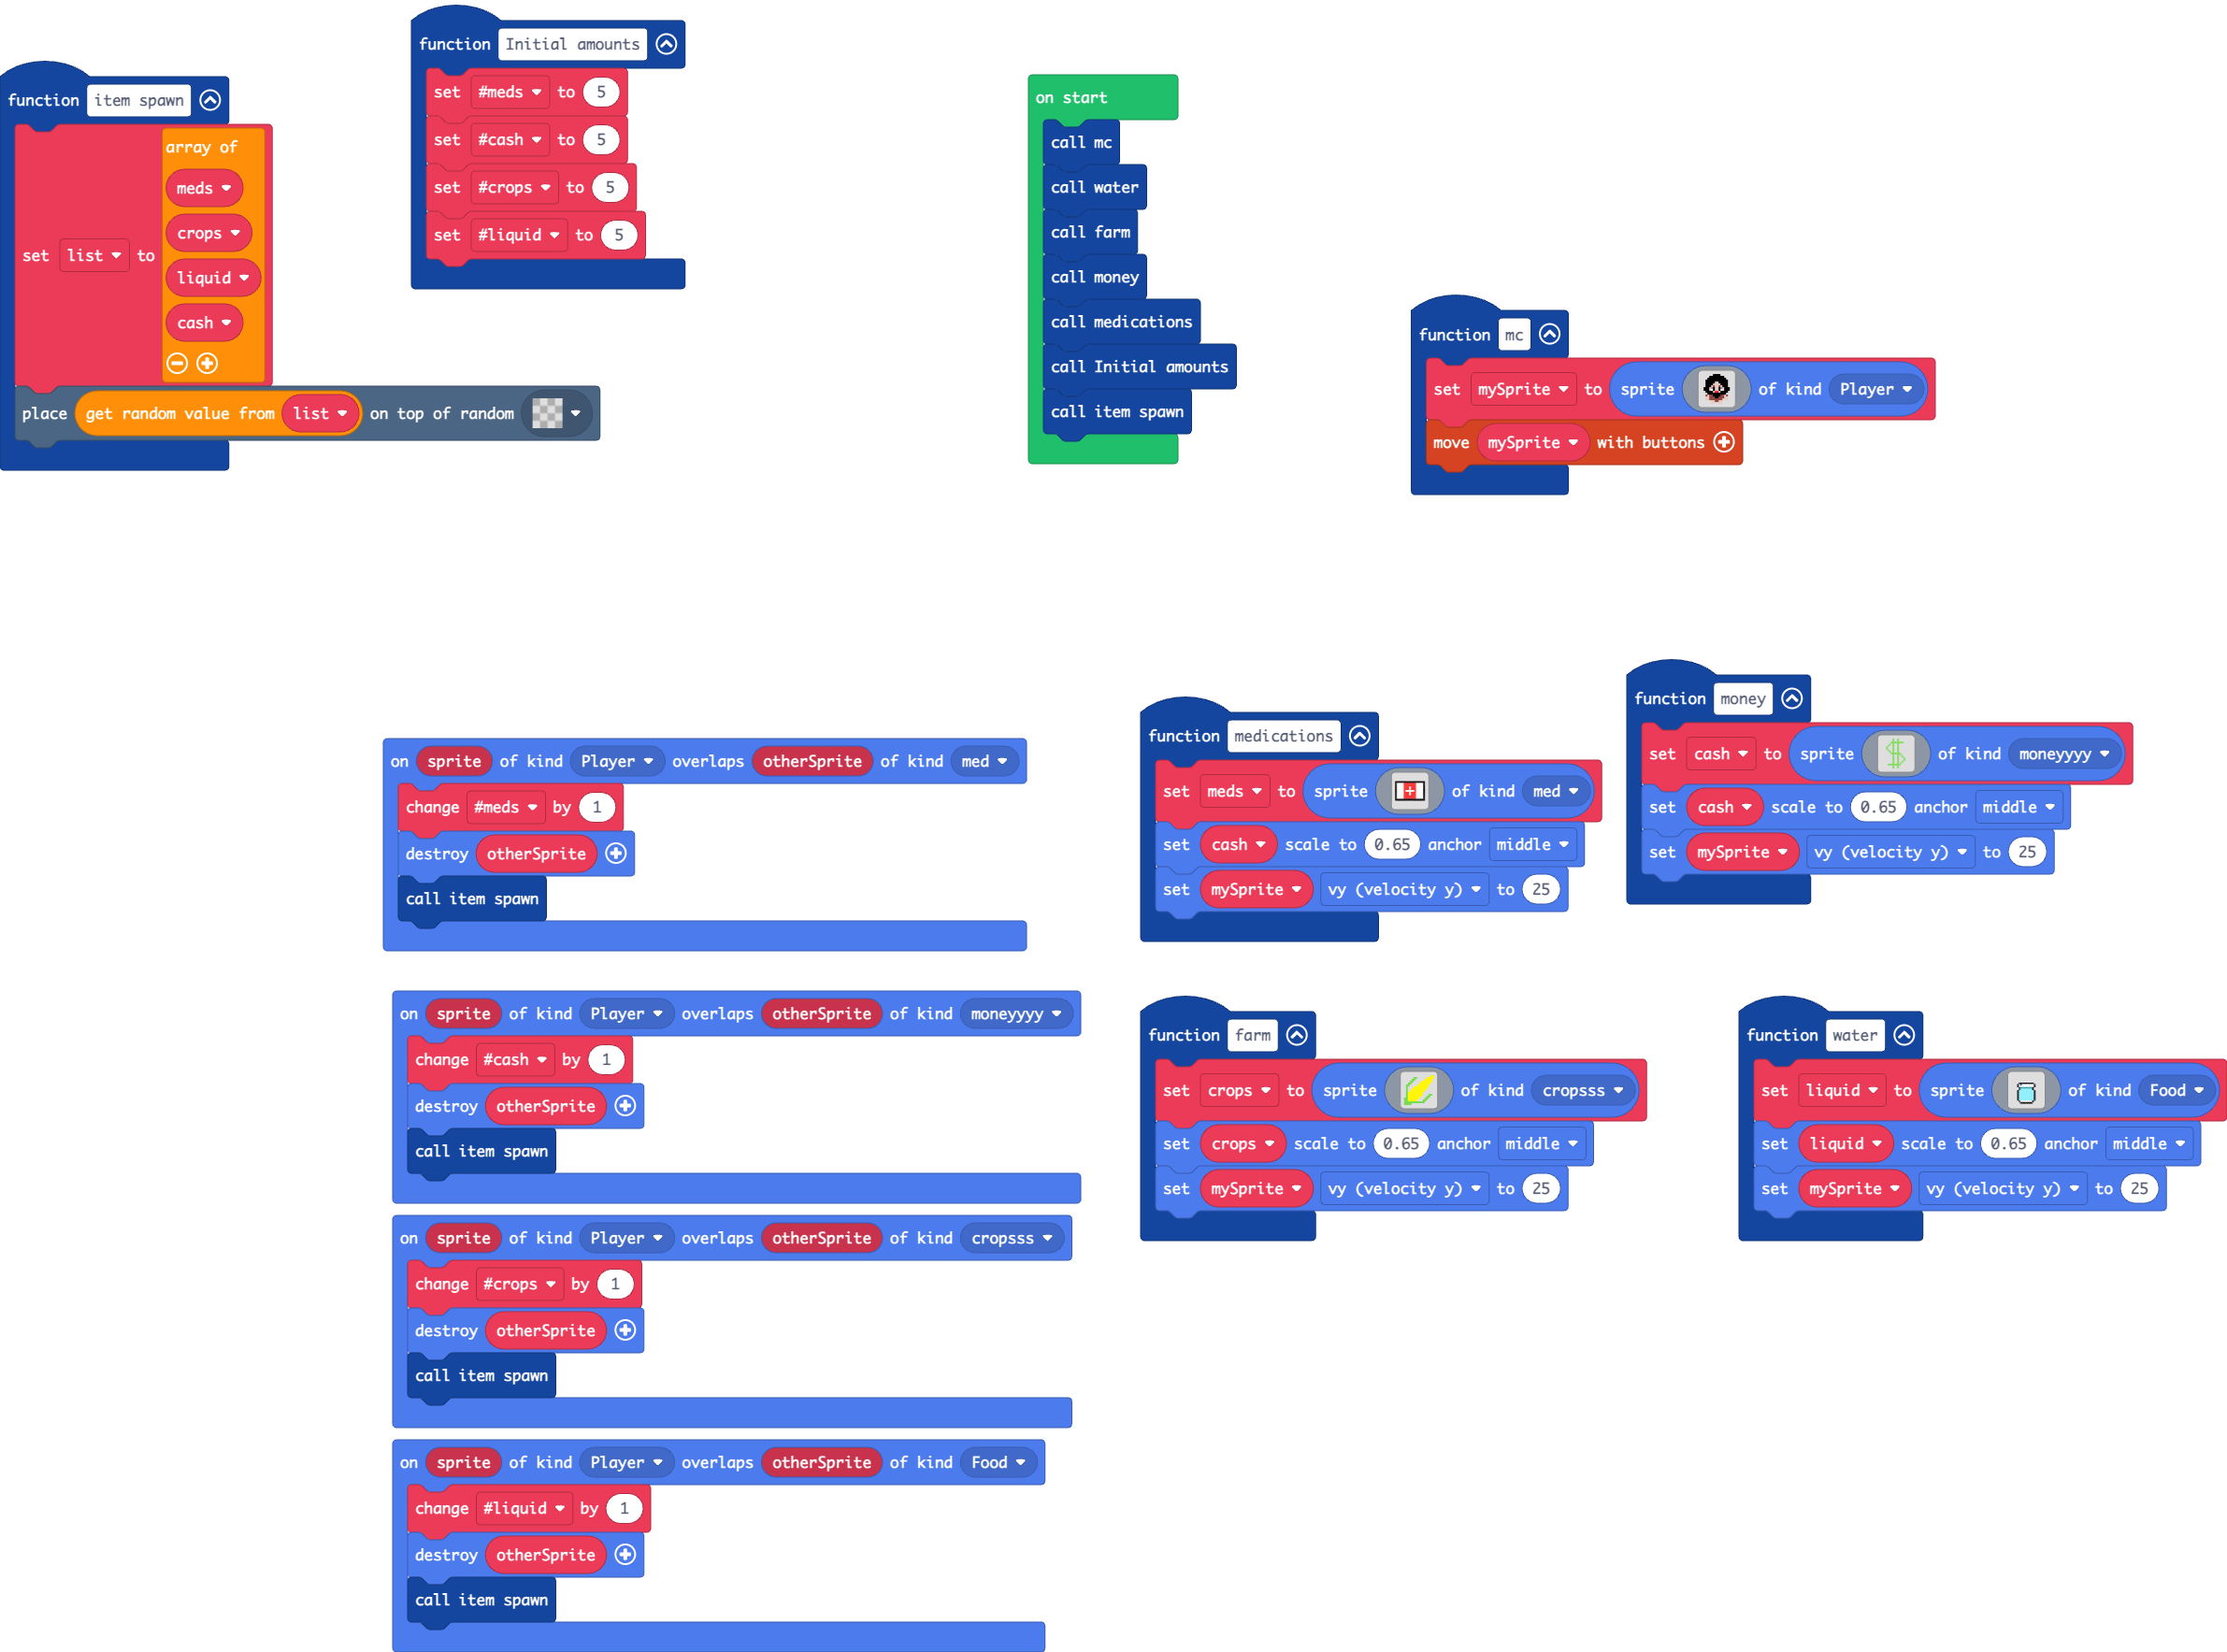 function item spawn
set list to array of
meds
crops
liquid
cash
place get random value from list on top of random
function Initial amounts
set #meds to 5
set #cash to 5
set #crops to 5
set #liquid to 5
on start
call mc
call water
call farm
call money
call medications
call Initial amounts
call item spawn
function mc
set mySprite to sprite of kind Player
move mySprite with buttons
on sprite of kind Player overlaps otherSprite of kind med
change #meds by 1
destroy otherSprite
call item spawn
on sprite of kind Player overlaps otherSprite of kind moneyyyy
change #cash by 1
destroy otherSprite
call item spawn
on sprite of kind Player overlaps otherSprite of kind cropsss
change #crops by 1
destroy otherSprite
call item spawn
on sprite of kind Player overlaps otherSprite of kind Food
change #liquid by 1
destroy otherSprite
call item spawn
function medications
set meds to sprite of kind med
set cash scale to 0.65 anchor middle
set mySprite vy (velocity y) to 25
function money
set cash to sprite of kind moneyyyy
set cash scale to 0.65 anchor middle
set mySprite vy (velocity y) to 25
function farm
set crops to sprite of kind cropsss
set crops scale to 0.65 anchor middle
set mySprite vy (velocity y) to 25
function water
set liquid to sprite of kind Food
set liquid scale to 0.65 anchor middle
set mySprite vy (velocity y) to 25